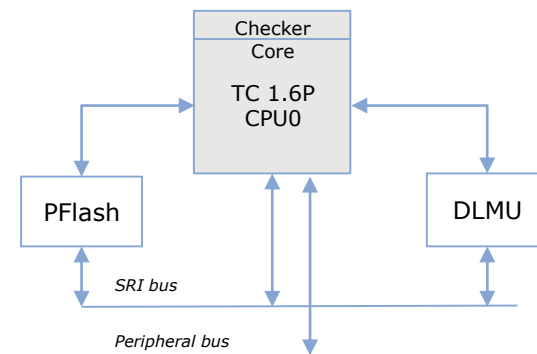 Checker
Core
TC 1.6P
CPU0
PFlash
DLMU
SRI bus
Peripheral bus